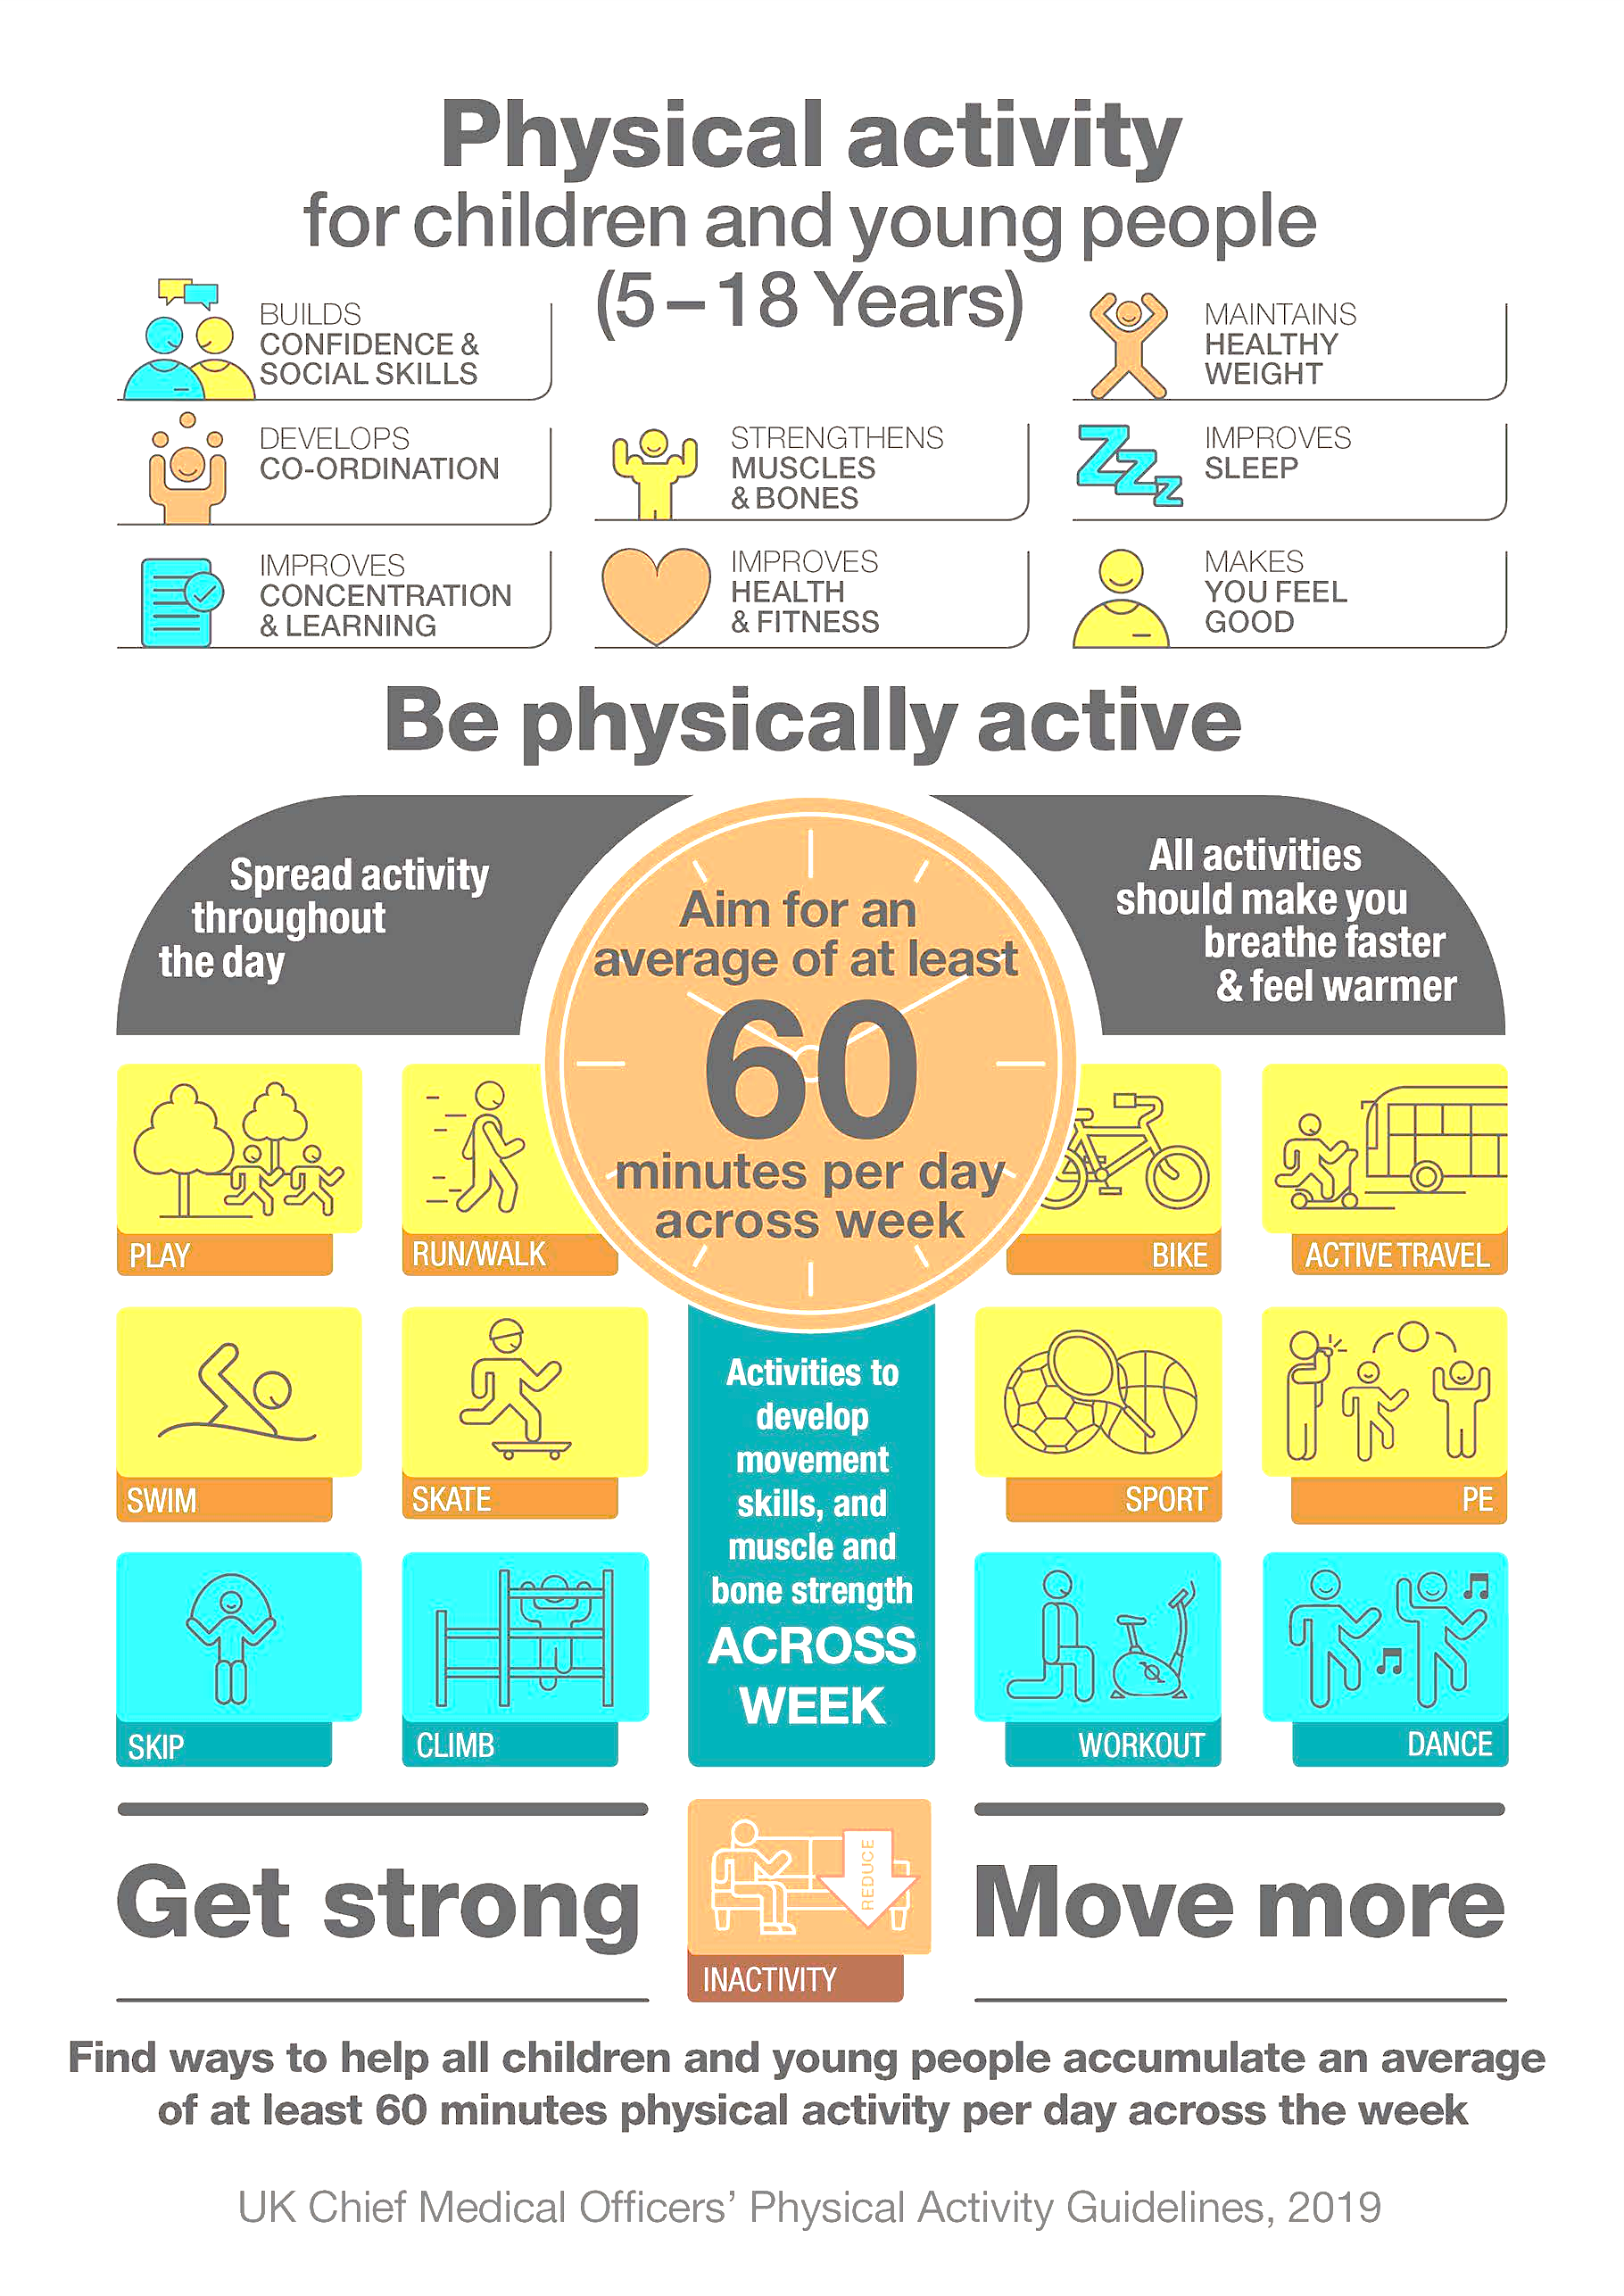 Physical activity
for children and young people
(5–18 Years)
BUILDS
CONFIDENCE &
SOCIAL SKILLS
MAINTAINS
HEALTHY
WEIGHT
DEVELOPS
CO-ORDINATION
STRENGTHENS
MUSCLES
& BONES
IMPROVES
SLEEP
IMPROVES
CONCENTRATION
& LEARNING
IMPROVES
HEALTH
& FITNESS
MAKES
YOU FEEL
GOOD
Be physically active
Spread activity
throughout
the day
Aim for an
average of at least
60
minutes per day
across week
All activities
should make you
breathe faster
& feel warmer
PLAY
RUN/WALK
BIKE
ACTIVE TRAVEL
SWIM
SKATE
SPORT
PE
Activities to
develop
movement
skills, and
muscle and
bone strength
ACROSS
WEEK
SKIP
CLIMB
WORKOUT
DANCE
Get strong
REDUCE
INACTIVITY
Move more
Find ways to help all children and young people accumulate an average
of at least 60 minutes physical activity per day across the week
UK Chief Medical Officers’ Physical Activity Guidelines, 2019